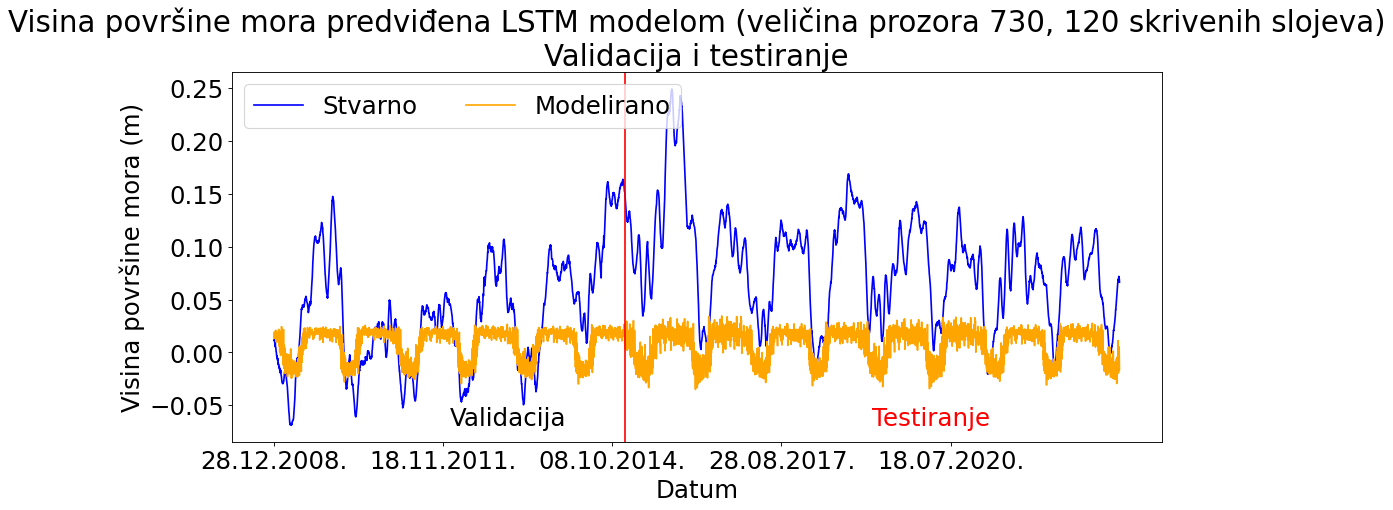 Visina površine mora predviđena LSTM modelom (veličina prozora 730, 120 skrivenih slojeva)
Validacija i testiranje
Stvarno Modelirano
Visina površine mora (m)
0.25
0.20
0.15
0.10
0.05
0.00
−0.05
Validacija Testiranje
28.12.2008. 18.11.2011. 08.10.2014. 28.08.2017. 18.07.2020.
Datum